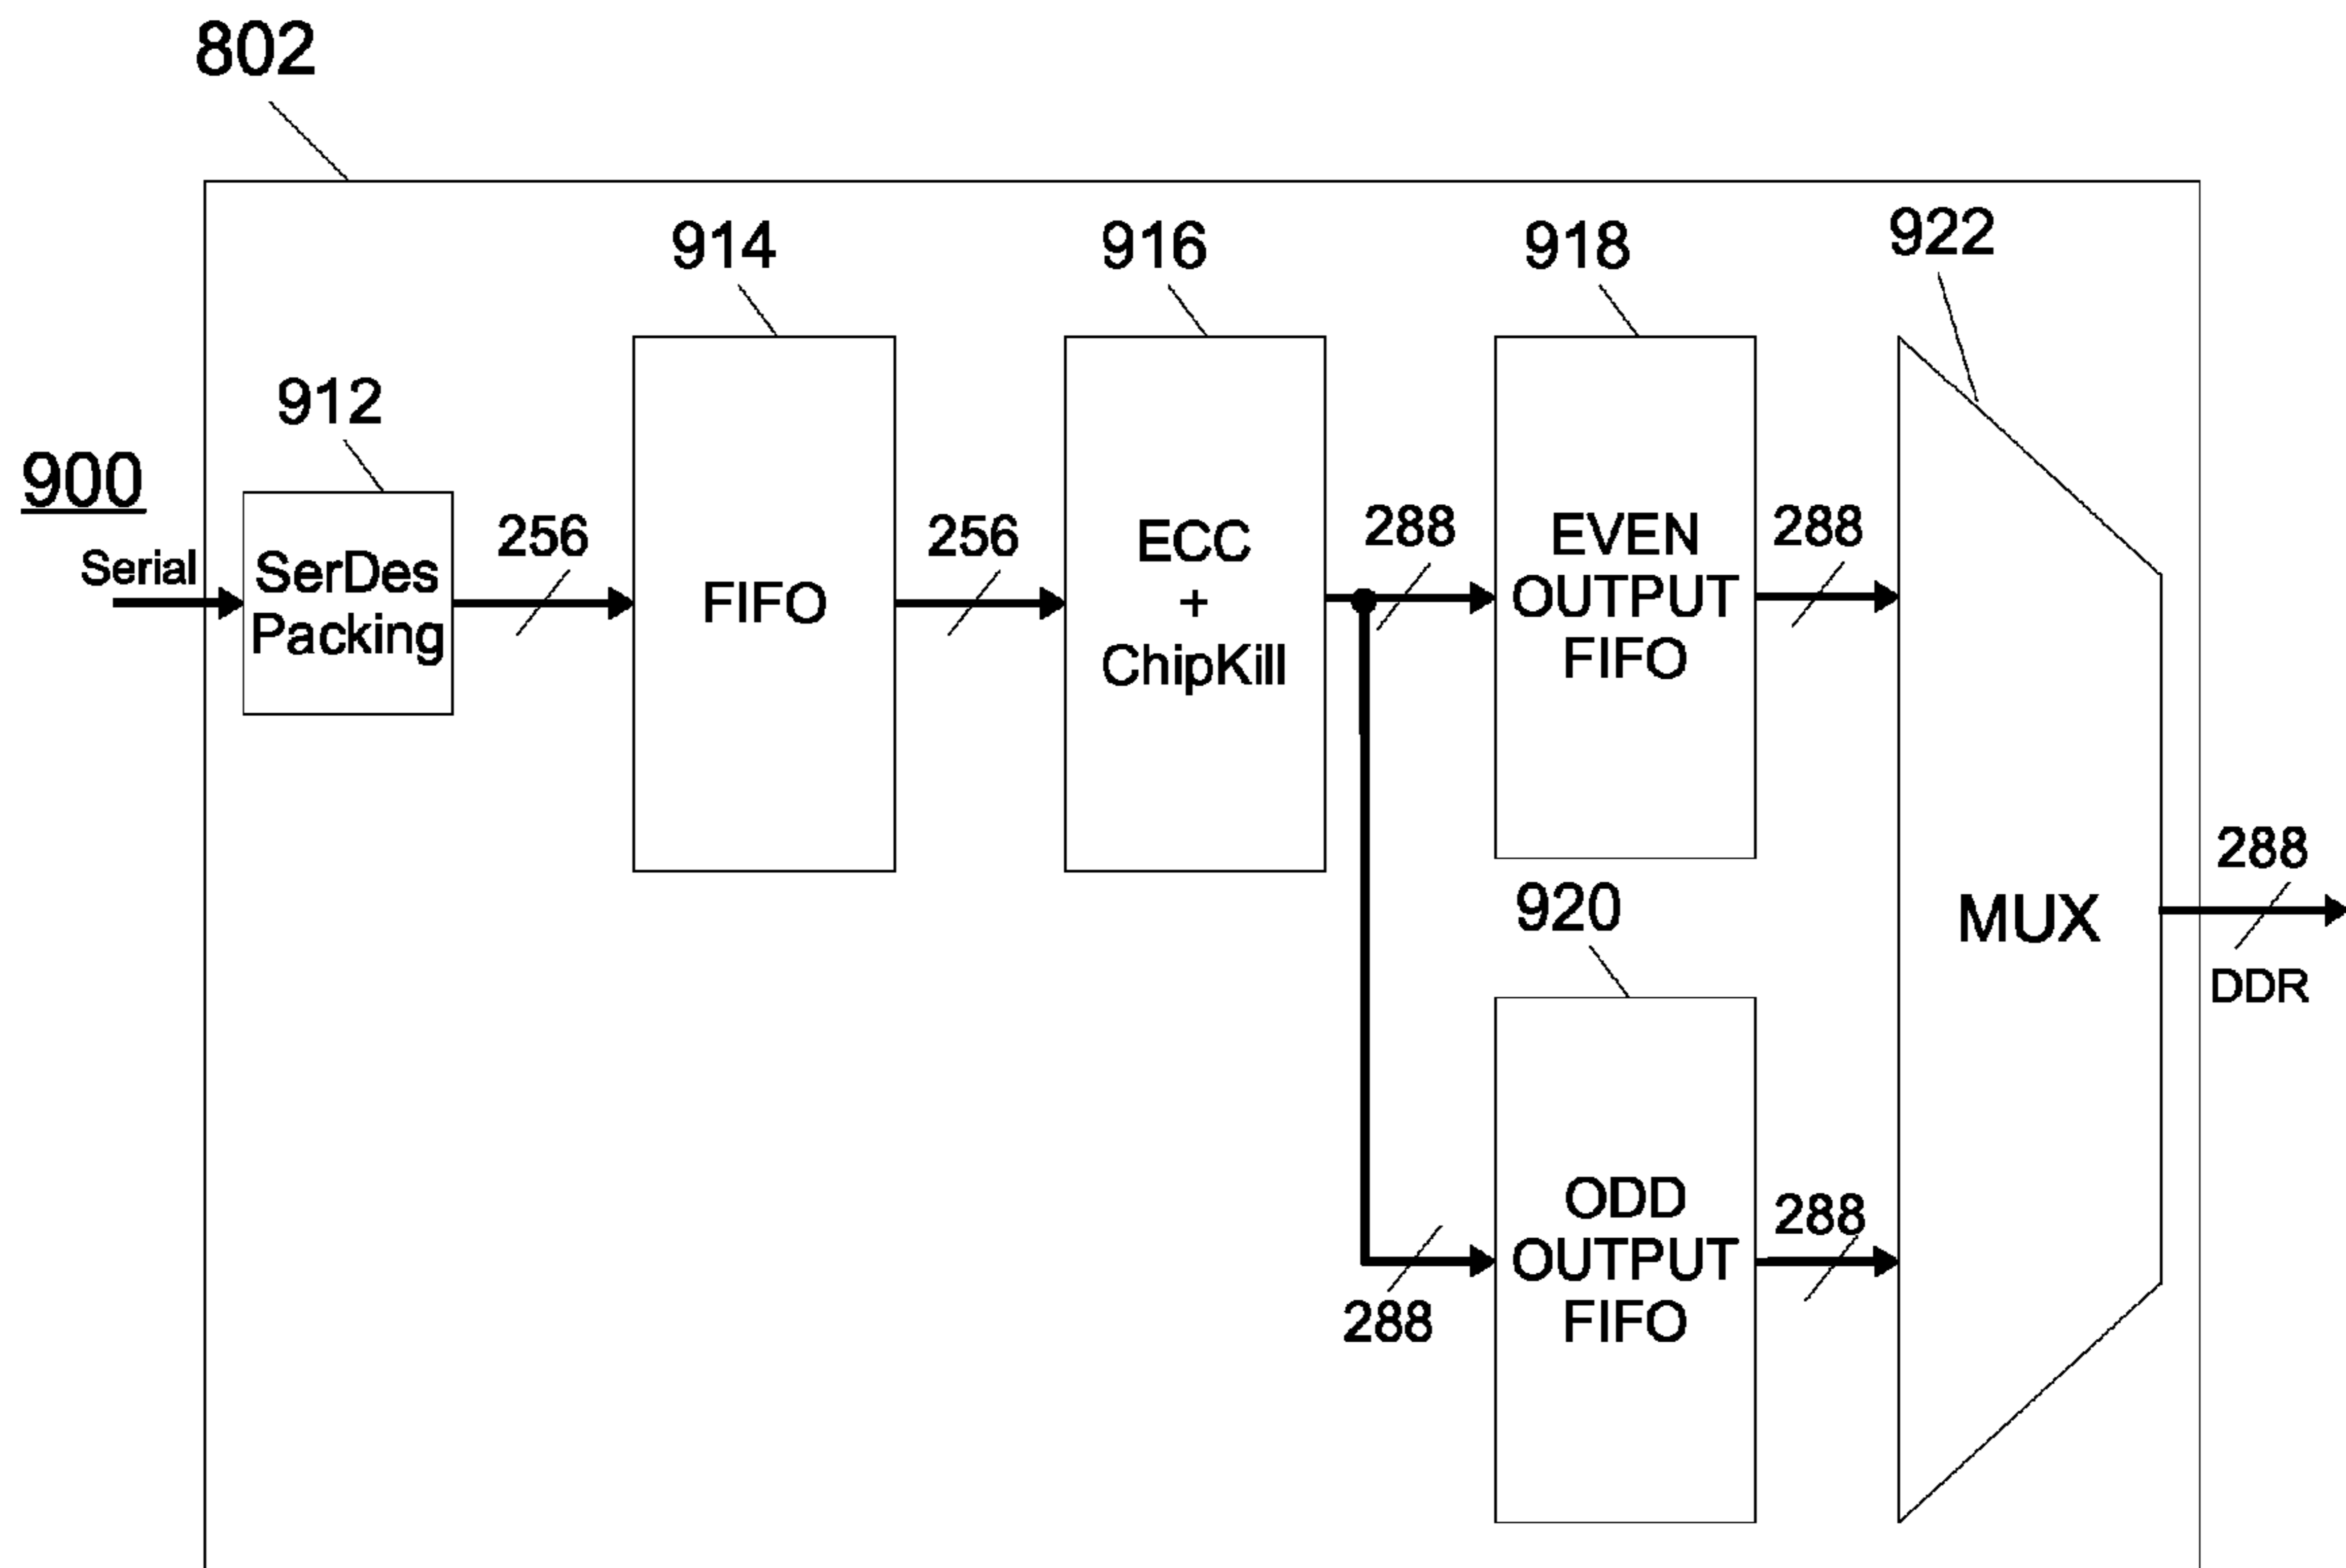 802
914
916
918
922
912
900
Serial
SerDes
Packing
256
FIFO
256
ECC
+
ChipKill
288
EVEN
OUTPUT
FIFO
288
920
MUX
288
DDR
288
ODD
OUTPUT
FIFO
288